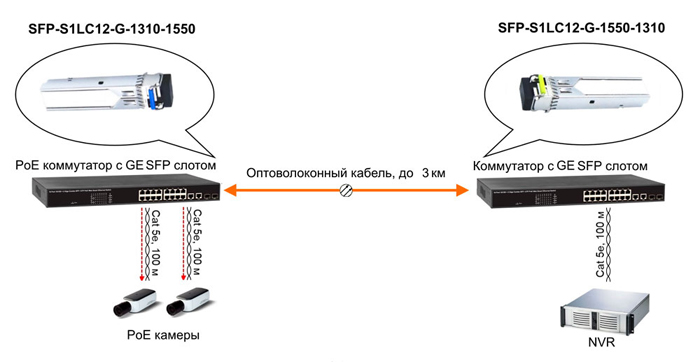 SFP-S1LC12-G-1310-1550
SFP-S1LC12-G-1550-1310
PoE коммутатор с GE SFP слотом
Оптоволоконный кабель, до 3 км
Коммутатор с GE SFP слотом
Cat 5e, 100 м
Cat 5e, 100 м
Cat 5e, 100 м
PoE камеры
NVR